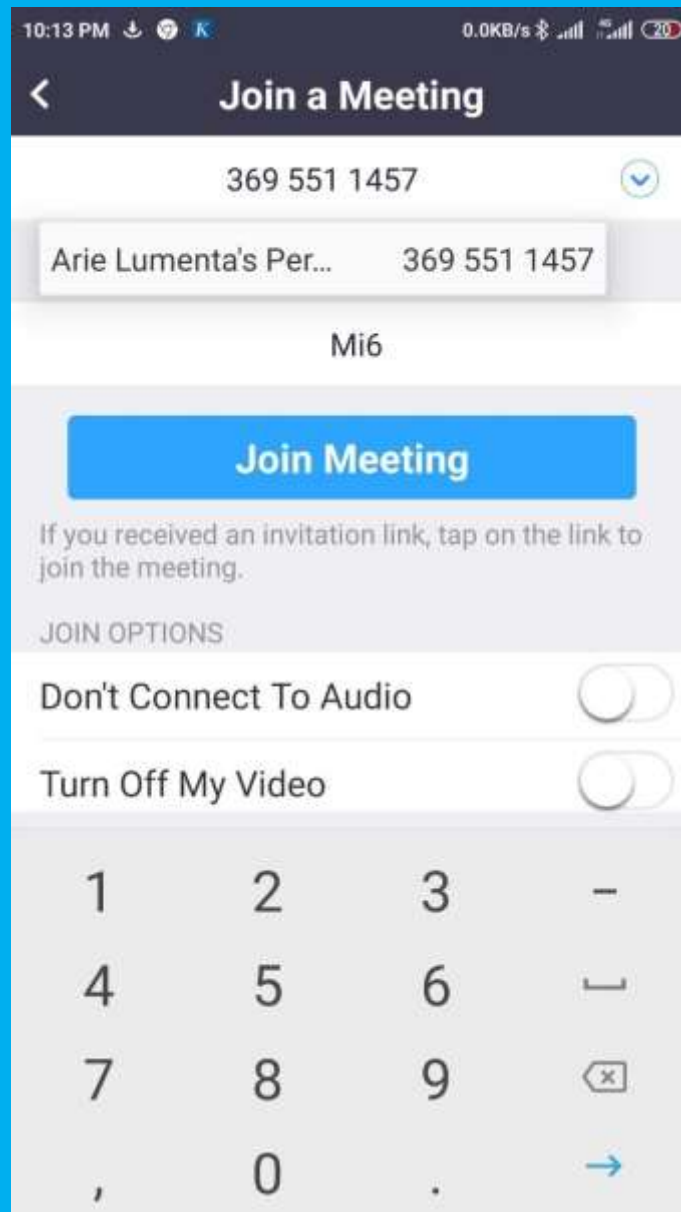 10:13 PM K 0.0KB/s 4G 20
Join a Meeting
369 551 1457
Arie Lumenta's Per... 369 551 1457
Mi6
Join Meeting
If you received an invitation link, tap on the link to
join the meeting.
JOIN OPTIONS
Don't Connect To Audio
Turn Off My Video
1 2 3 -
4 5 6
7 8 9
, 0 .